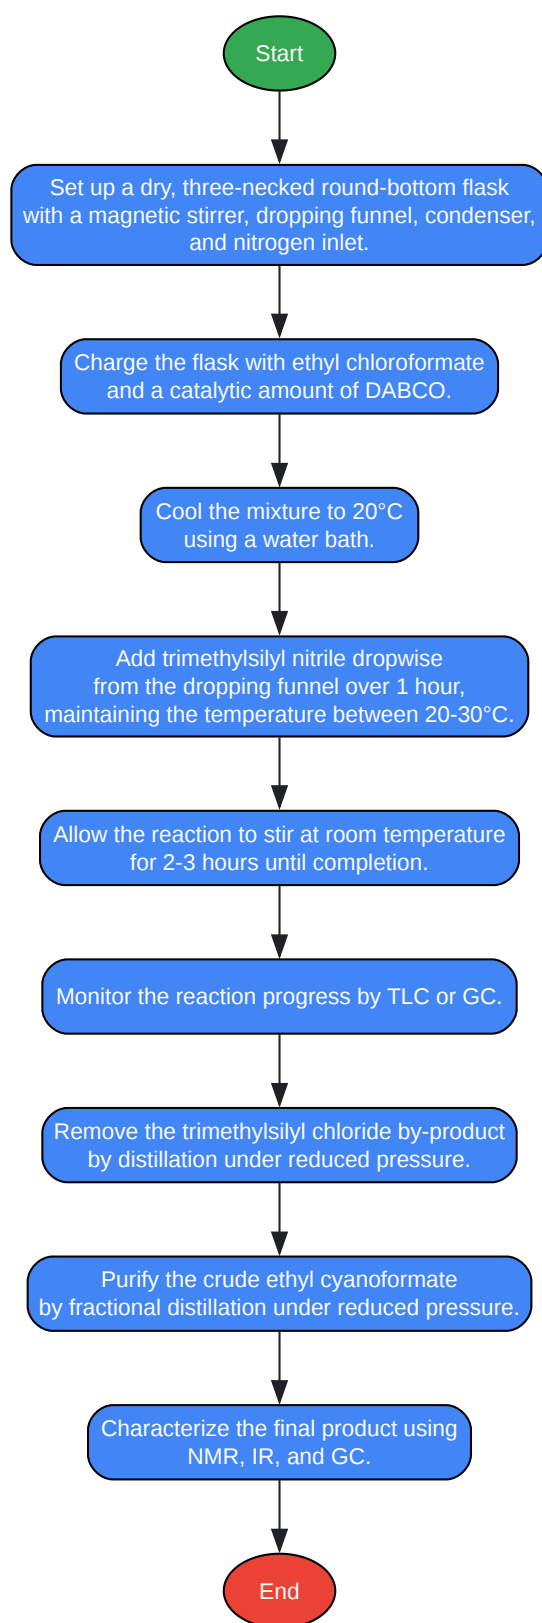 Start
Set up a dry, three-necked round-bottom flask
with a magnetic stirrer, dropping funnel, condenser,
and nitrogen inlet.
Charge the flask with ethyl chloroformate
and a catalytic amount of DABCO.
Cool the mixture to 20°C
using a water bath.
Add trimethylsilyl nitrile dropwise
from the dropping funnel over 1 hour,
maintaining the temperature between 20-30°C.
Allow the reaction to stir at room temperature
for 2-3 hours until completion.
Monitor the reaction progress by TLC or GC.
Remove the trimethylsilyl chloride by-product
by distillation under reduced pressure.
Purify the crude ethyl cyanoformate
by fractional distillation under reduced pressure.
Characterize the final product using
NMR, IR, and GC.
End